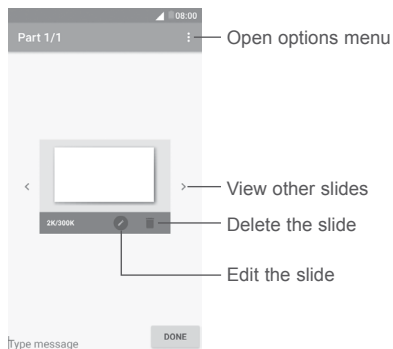 08:00
Part 1/1
Open options menu
View other slides
2K/300K
Delete the slide
Edit the slide
DONE
Type message